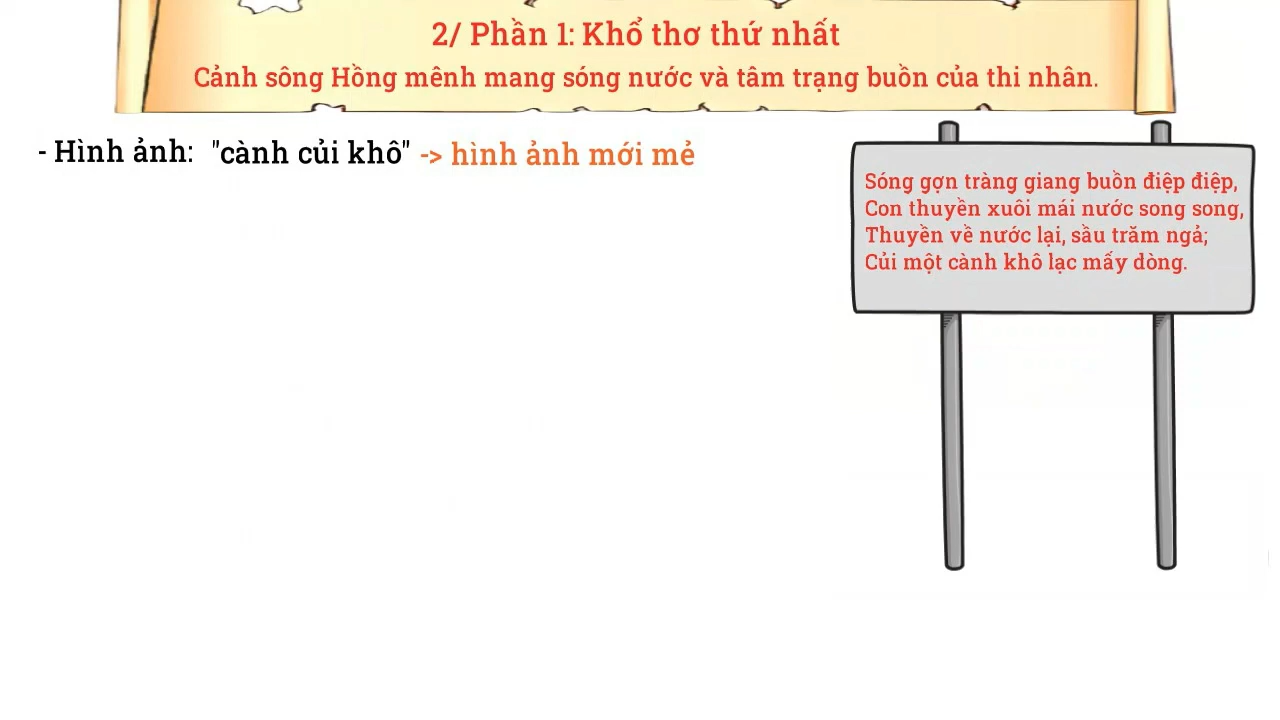 2/ Phần 1: Khổ thơ thứ nhất
Cảnh sông Hồng mênh mang sóng nước và tâm trạng buồn của thi nhân.
- Hình ảnh: "cành củi khô" -> hình ảnh mới mẻ
Sóng gợn tràng giang buồn điệp điệp,
Con thuyền xuôi mái nước song song,
Thuyền về nước lại, sầu trăm ngả;
Củi một cành khô lạc mấy dòng.